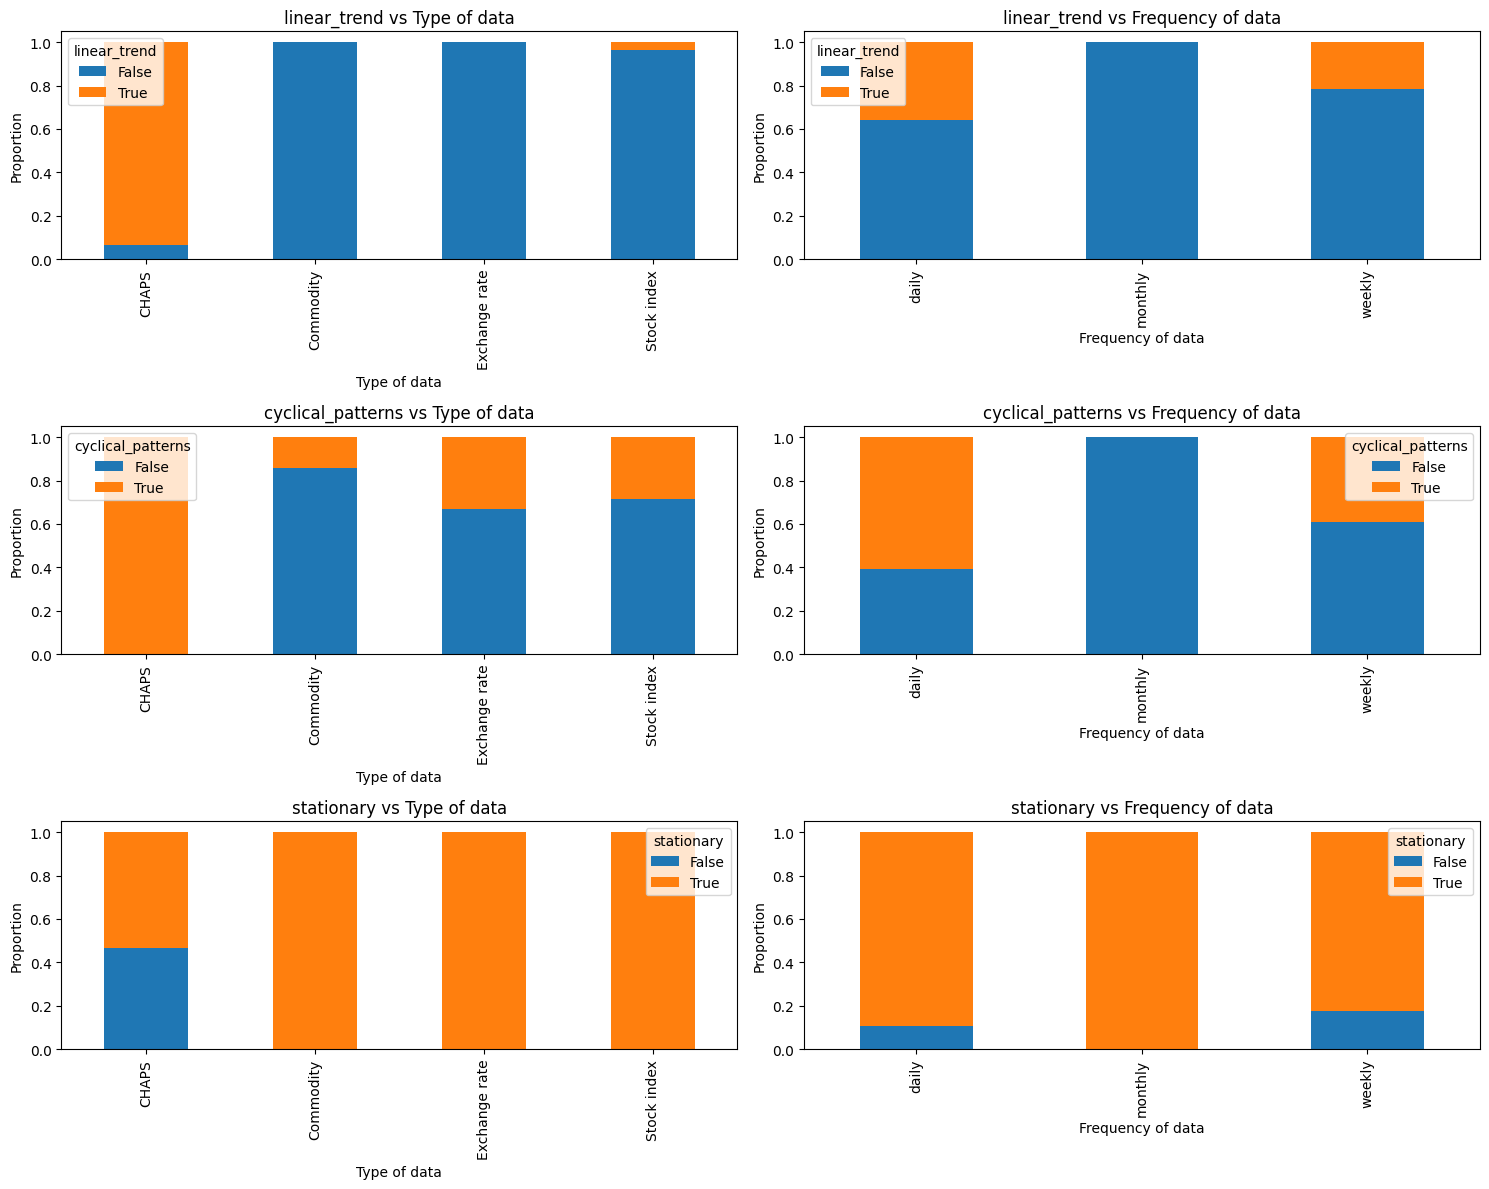 linear_trend vs Type of data
linear_trend
False
True
1.0
0.8
0.6
0.4
0.2
0.0
Proportion
CHAPS
Commodity
Exchange rate
Stock index
Type of data
linear_trend vs Frequency of data
linear_trend
False
True
1.0
0.8
0.6
0.4
0.2
0.0
Proportion
daily
monthly
weekly
Frequency of data
cyclical_patterns vs Type of data
cyclical_patterns
False
True
1.0
0.8
0.6
0.4
0.2
0.0
Proportion
CHAPS
Commodity
Exchange rate
Stock index
Type of data
cyclical_patterns vs Frequency of data
cyclical_patterns
False
True
1.0
0.8
0.6
0.4
0.2
0.0
Proportion
daily
monthly
weekly
Frequency of data
stationary vs Type of data
stationary
False
True
1.0
0.8
0.6
0.4
0.2
0.0
Proportion
CHAPS
Commodity
Exchange rate
Stock index
Type of data
stationary vs Frequency of data
stationary
False
True
1.0
0.8
0.6
0.4
0.2
0.0
Proportion
daily
monthly
weekly
Frequency of data